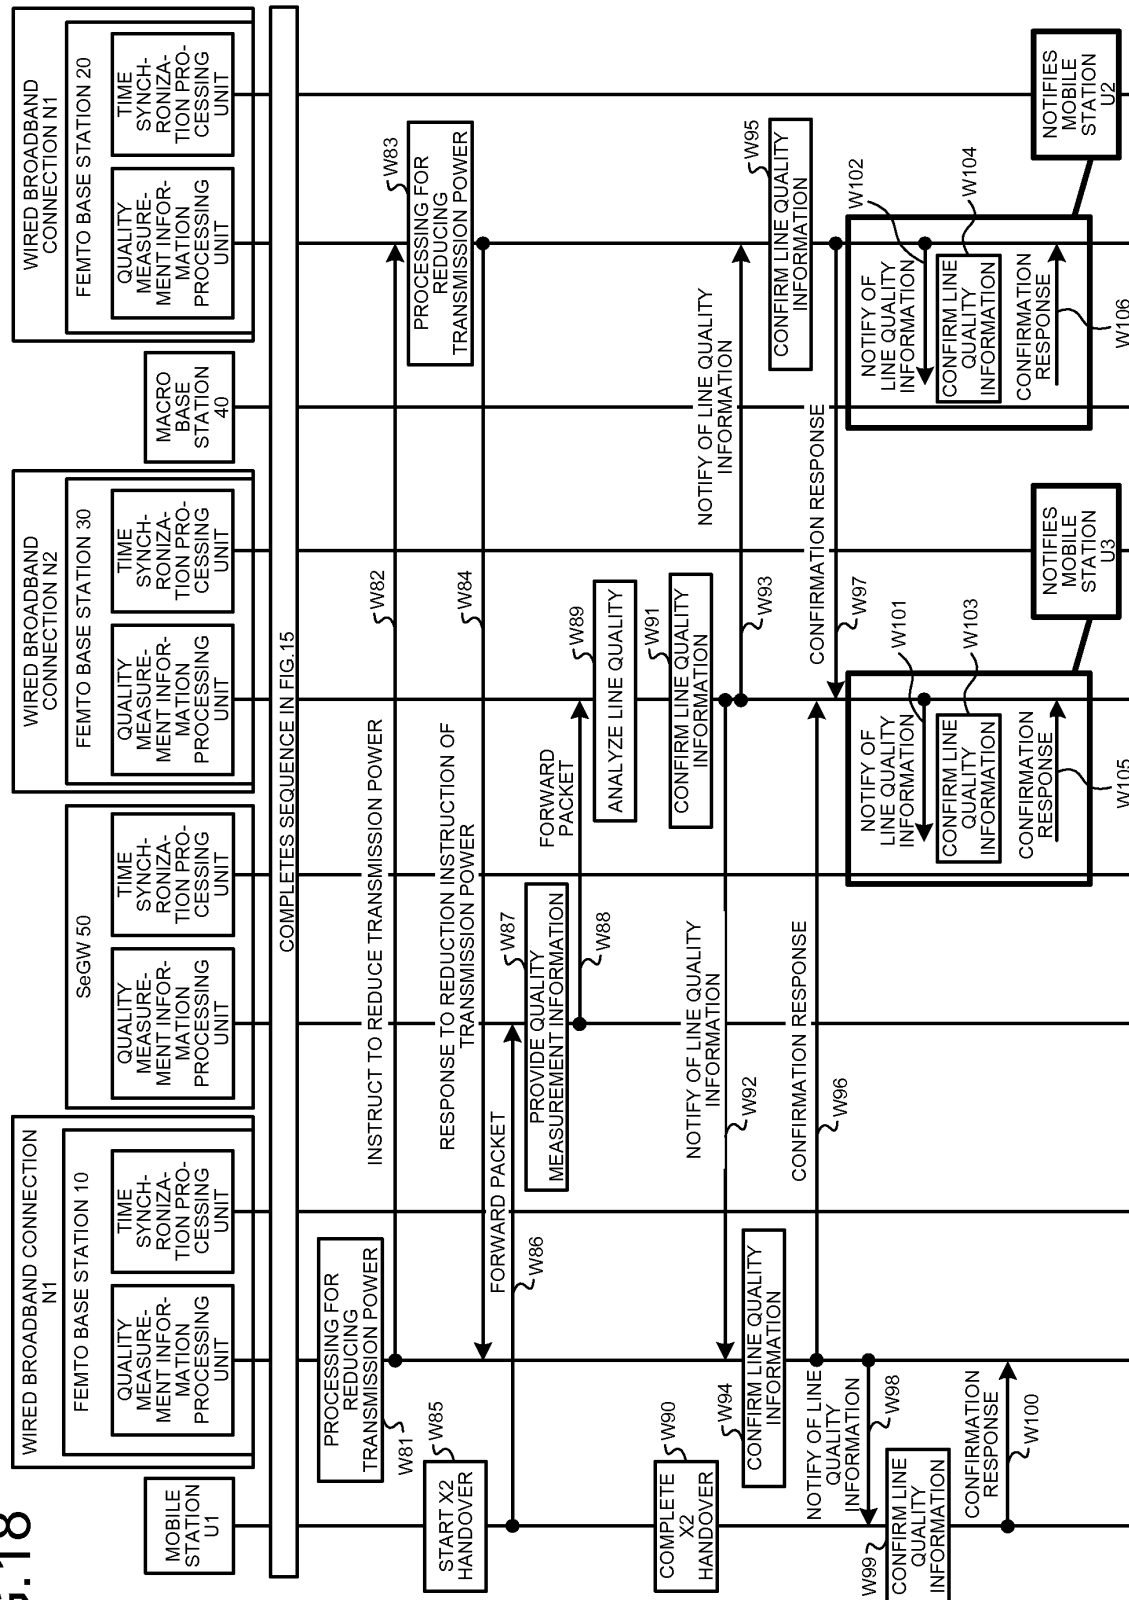 G.18
MOBILE
STATION
U1
WIRED BROADBAND CONNECTION
N1
FEMTO BASE STATION 10
QUALITY
MEASURE-
MENT INFOR-
MATION
PROCESSING
UNIT
TIME
SYNCH-
RONIZA-
TION PRO-
CESSING
UNIT
SeGW 50
QUALITY
MEASURE-
MENT INFOR-
MATION
PROCESSING
UNIT
TIME
SYNCH-
RONIZA-
TION PRO-
CESSING
UNIT
WIRED BROADBAND
CONNECTION N2
FEMTO BASE STATION 30
QUALITY
MEASURE-
MENT INFOR-
MATION
PROCESSING
UNIT
TIME
SYNCH-
RONIZA-
TION PRO-
CESSING
UNIT
MACRO
BASE
STATION
40
WIRED BROADBAND
CONNECTION N1
FEMTO BASE STATION 20
QUALITY
MEASURE-
MENT INFOR-
MATION
PROCESSING
UNIT
TIME
SYNCH-
RONIZA-
TION PRO-
CESSING
UNIT
COMPLETES SEQUENCE IN FIG.15
PROCESSING FOR
REDUCING
TRANSMISSION POWER
W81
INSTRUCT TO REDUCE TRANSMISSION POWER
W82
W83
PROCESSING FOR
REDUCING
TRANSMISSION POWER
RESPONSE TO REDUCTION INSTRUCTION OF
TRANSMISSION POWER
W84
W85
START X2
HANDOVER
FORWARD PACKET
W86
W87
PROVIDE QUALITY
MEASUREMENT INFORMATION
FORWARD
PACKET
W88
W89
ANALYZE LINE QUALITY
W90
COMPLETE
X2
HANDOVER
W91
CONFIRM LINE QUALITY
INFORMATION
NOTIFY OF LINE QUALITY
INFORMATION
W92
NOTIFY OF LINE QUALITY
INFORMATION
W93
W94
CONFIRM LINE QUALITY
INFORMATION
W95
CONFIRM LINE QUALITY
INFORMATION
CONFIRMATION RESPONSE
W96
CONFIRMATION RESPONSE
W97
NOTIFY OF LINE
QUALITY
INFORMATION
W98
W99
CONFIRM LINE
QUALITY
INFORMATION
CONFIRMATION
RESPONSE
W100
NOTIFY OF
LINE QUALITY
INFORMATION
W101
CONFIRM LINE
QUALITY
INFORMATION
W103
CONFIRMATION
RESPONSE
W105
NOTIFIES
MOBILE
STATION
U3
NOTIFY OF
LINE QUALITY
INFORMATION
W102
CONFIRM LINE
QUALITY
INFORMATION
W104
CONFIRMATION
RESPONSE
W106
NOTIFIES
MOBILE
STATION
U2